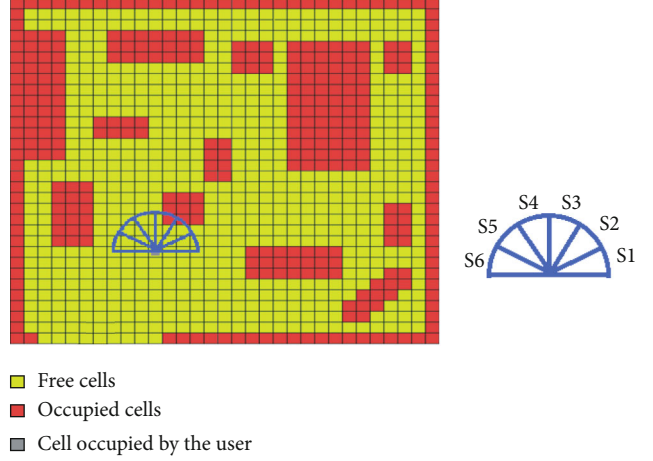 S4 S3
S5 S2
S6 S1
Free cells
Occupied cells
Cell occupied by the user